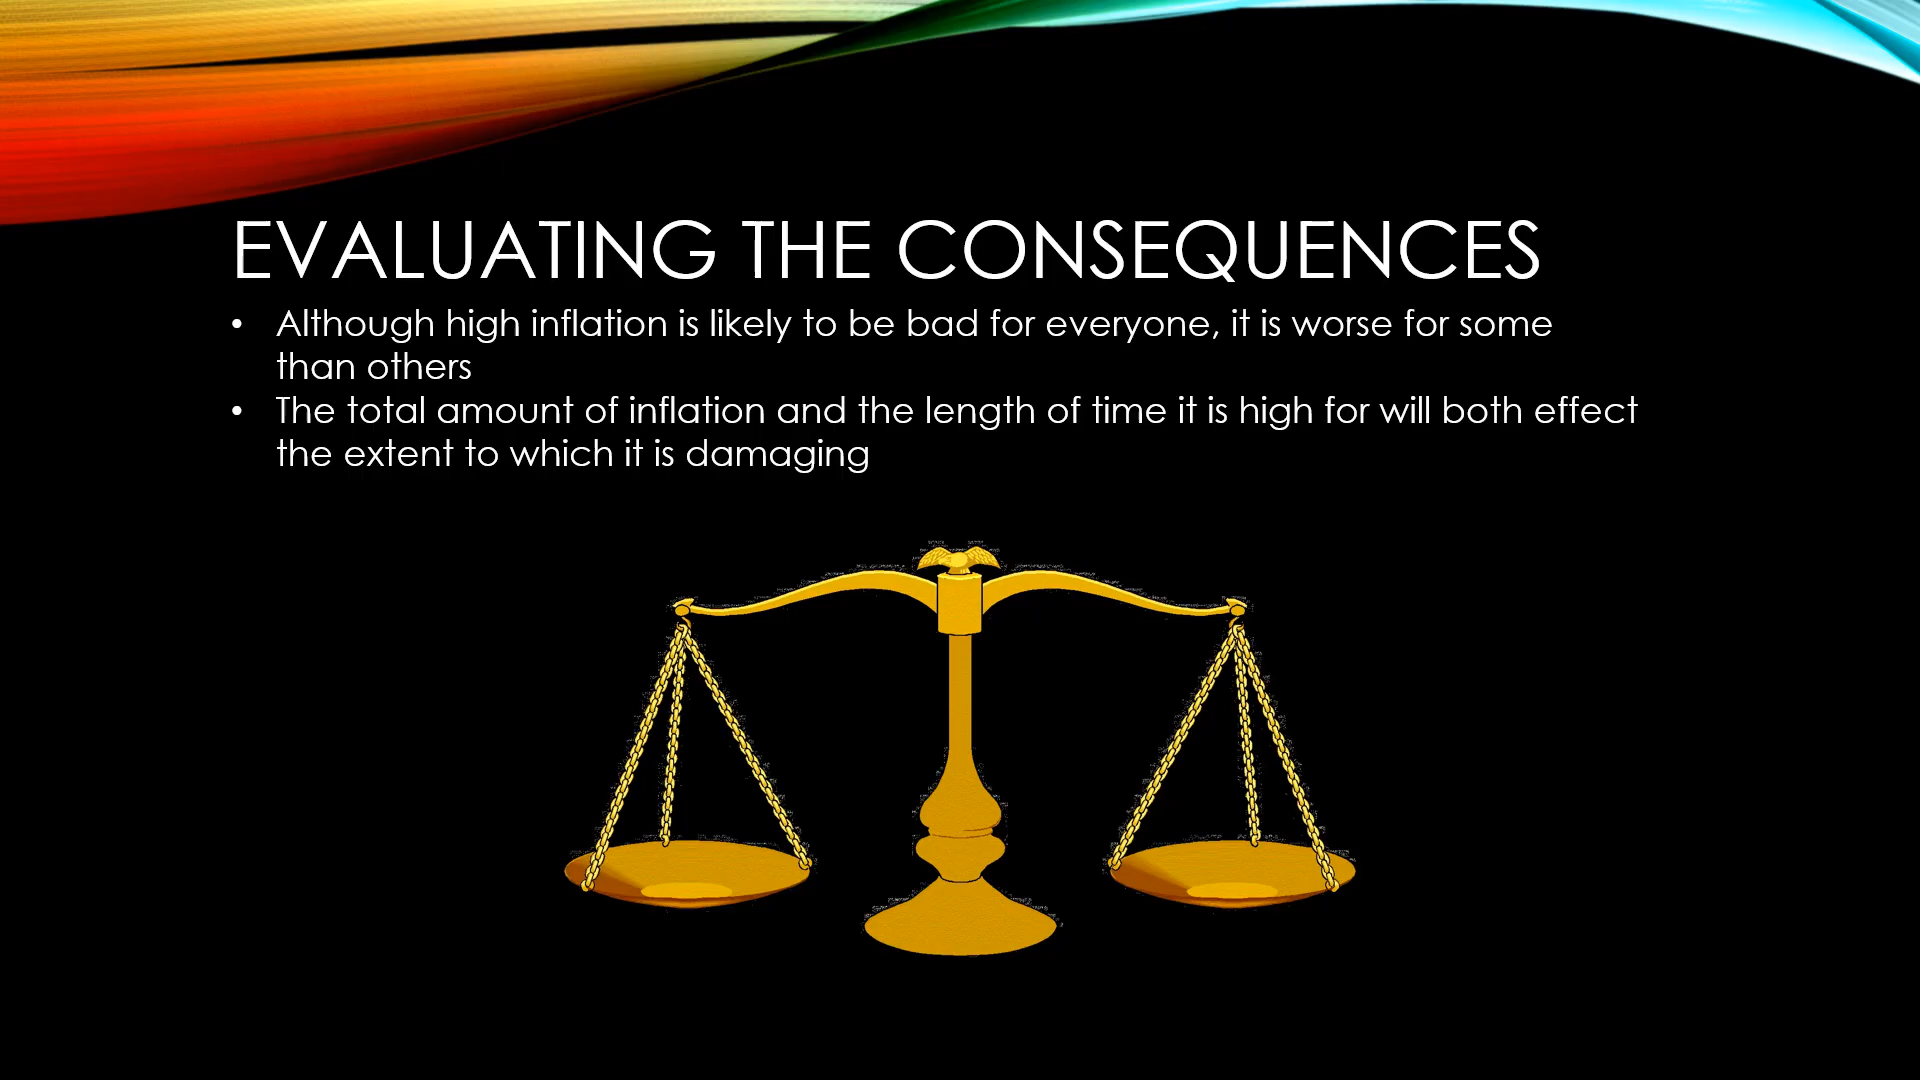 EVALUATING THE CONSEQUENCES
• Although high inflation is likely to be bad for everyone, it is worse for some
than others
• The total amount of inflation and the length of time it is high for will both effect
the extent to which it is damaging